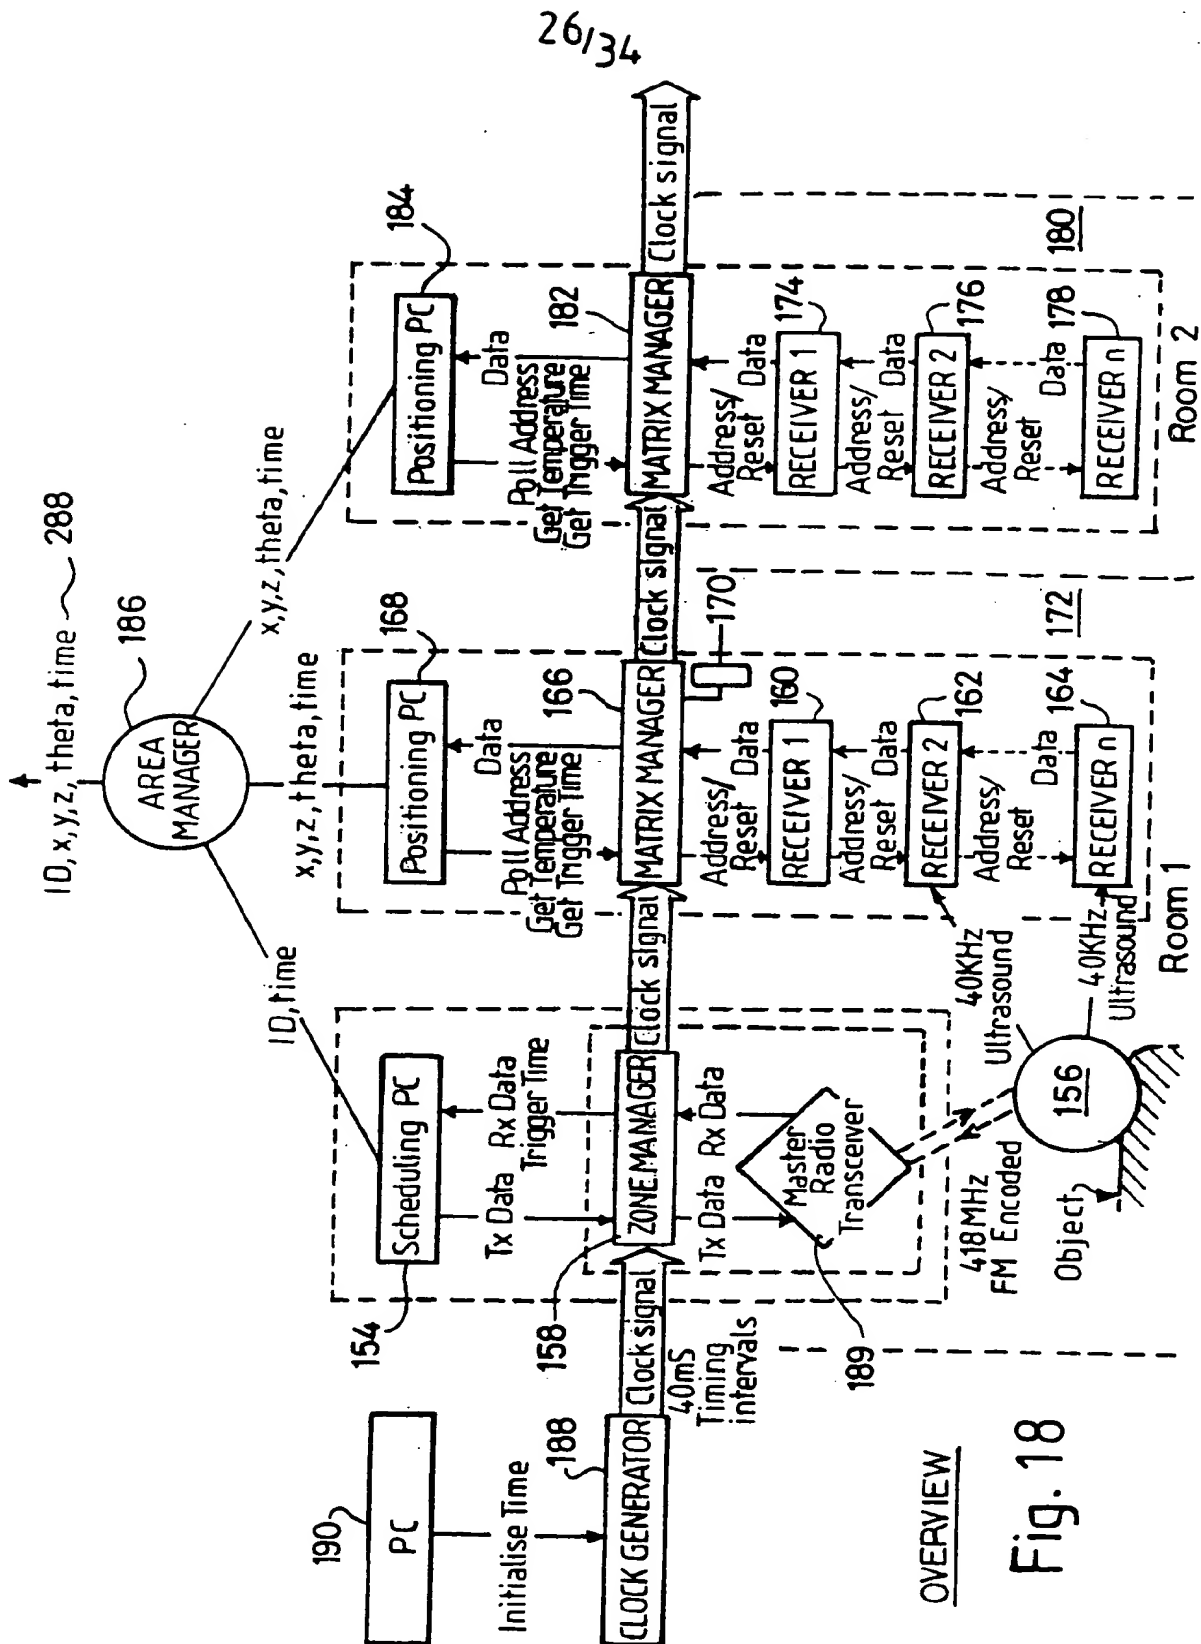 26/34
ID, x,y,z, theta,time
288
AREA
MANAGER
186
ID,time
x,y,z,theta,time
x,y,z,theta,time
190
PC
Initialise Time
CLOCK GENERATOR
188
Clock signal
40mS
Timing
intervals
154
Scheduling PC
Tx Data
Rx Data
Trigger Time
158
ZONE MANAGER
Tx Data
Rx Data
Master
Radio
Transceiver
189
Clock signal
418MHz
FM Encoded
Object
156
40KHz
Ultrasound
40KHz
Ultrasound
Positioning PC
168
Poll Address
Get Temperature
Get Trigger Time
Data
MATRIX MANAGER
166
170
Clock signal
Address/
Reset
Data
RECEIVER 1
160
Address/
Reset
Data
RECEIVER 2
162
Address/
Reset
Data
RECEIVER n
164
172
Room 1
Positioning PC
184
Poll Address
Get Temperature
Get Trigger Time
Data
MATRIX MANAGER
182
Clock signal
Address/
Reset
Data
RECEIVER 1
174
Address/
Reset
Data
RECEIVER 2
176
Address/
Reset
Data
RECEIVER n
178
180
Room 2
OVERVIEW
Fig. 18